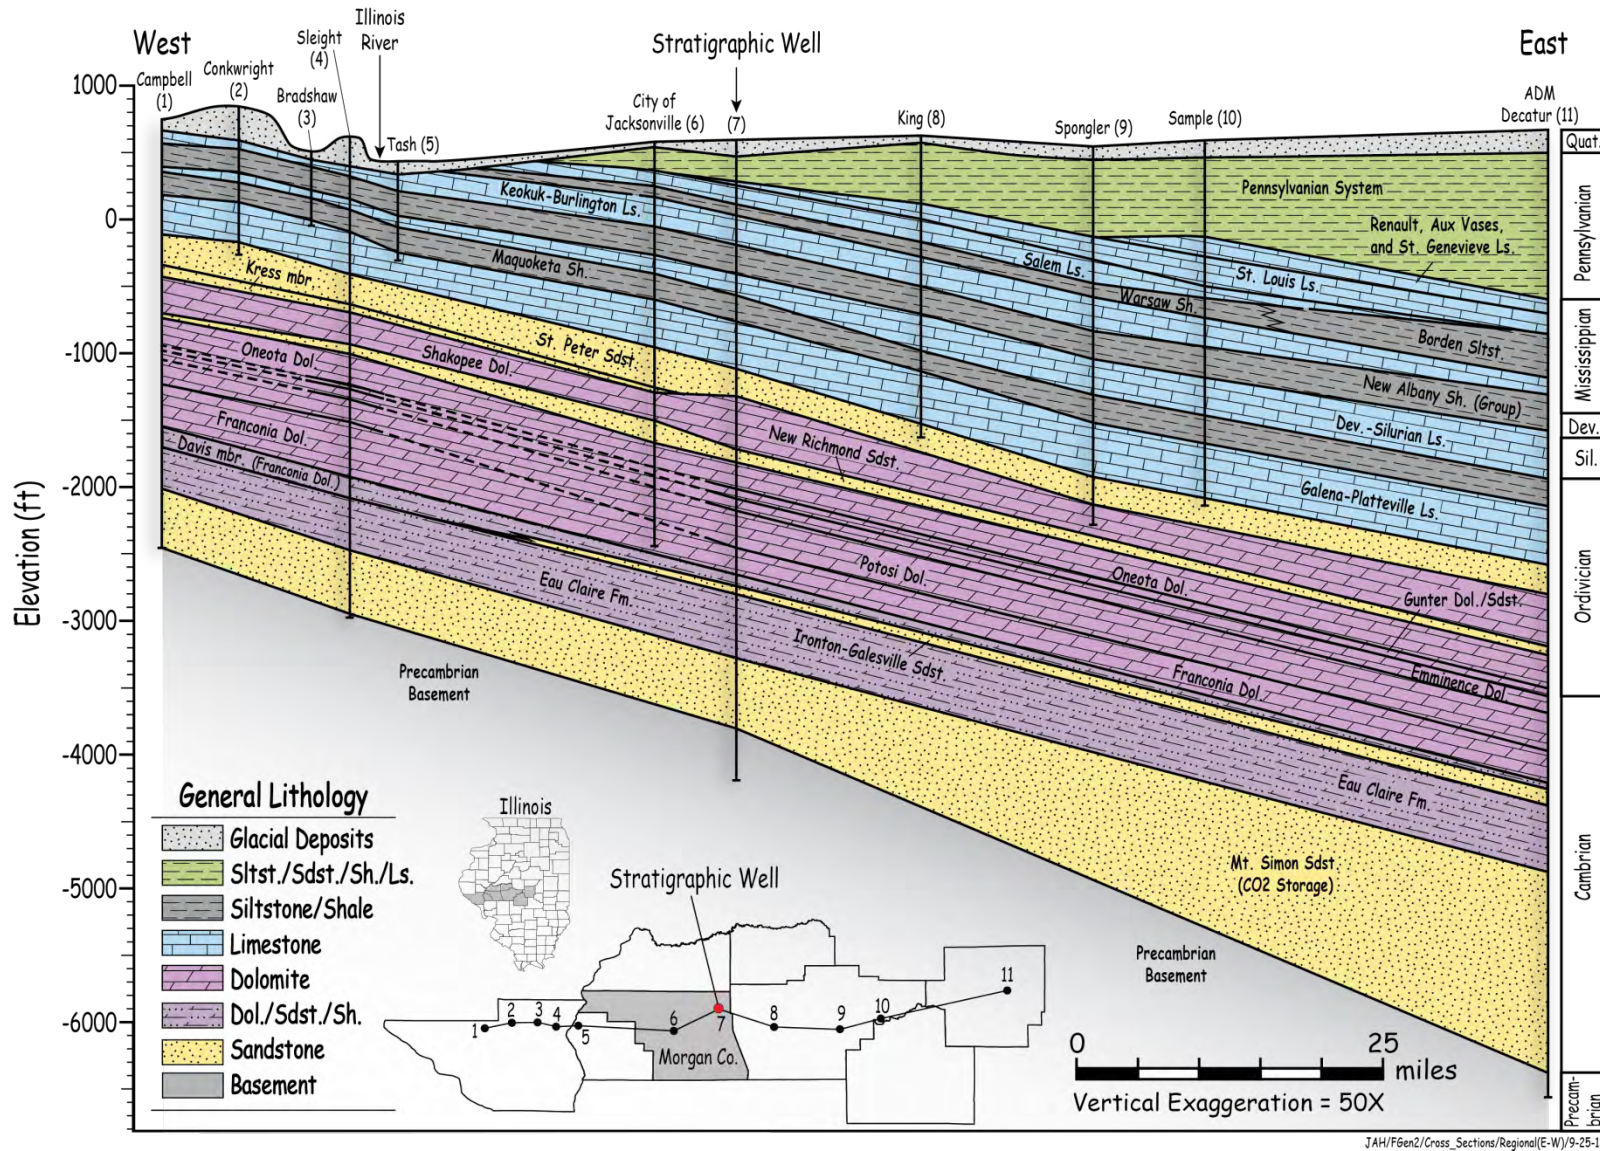 West
East
Illinois
River
Sleight
(4)
Stratigraphic Well
Campbell
(1)
Conkwright
(2)
Bradshaw
(3)
Tash (5)
City of
Jacksonville (6)
(7)
King (8)
Spongler (9)
Sample (10)
ADM
Decatur (11)
Elevation (ft)
1000
0
-1000
-2000
-3000
-4000
-5000
-6000
Quat.
Pennsylvanian
Mississippian
Dev.
Sil.
Ordivician
Cambrian
Precam-
brian
Pennsylvanian System
Renault, Aux Vases,
and St. Genevieve Ls.
Keokuk-Burlington Ls.
Salem Ls.
St. Louis Ls.
Warsaw Sh.
Borden Sltst.
Maquoketa Sh.
New Albany Sh. (Group)
Dev.-Silurian Ls.
Kress mbr
St. Peter Sdst.
Galena-Platteville Ls.
Oneota Dol.
Shakopee Dol.
New Richmond Sdst.
Franconia Dol.
Davis mbr. (Franconia Dol.)
Potosi Dol.
Oneota Dol.
Gunter Dol./Sdst.
Eau Claire Fm.
Ironton-Galesville Sdst.
Franconia Dol.
Emminence Dol
Eau Claire Fm.
Precambrian
Basement
Mt. Simon Sdst
(CO2 Storage)
Precambrian
Basement
General Lithology
Glacial Deposits
Sltst./Sdst./Sh./Ls.
Siltstone/Shale
Limestone
Dolomite
Dol./Sdst./Sh.
Sandstone
Basement
Illinois
Stratigraphic Well
1
2
3
4
5
6
7
8
9
10
11
Morgan Co.
0
25
miles
Vertical Exaggeration = 50X
JAH/FGen2/Cross_Sections/Regional(E-W)/9-25-1